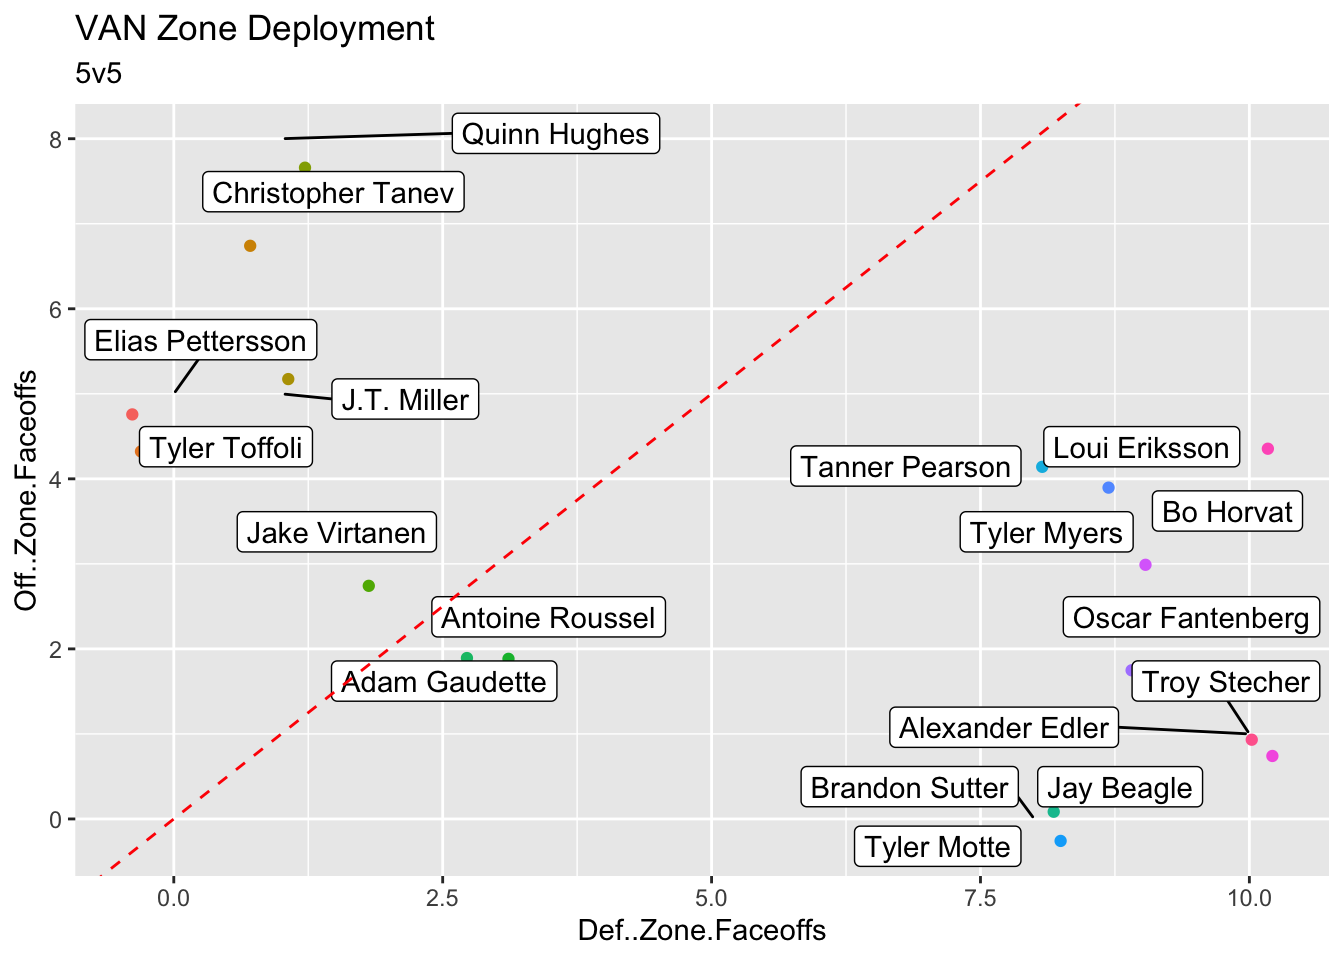 VAN Zone Deployment
5v5
8
Quinn Hughes
Christopher Tanev
6
Elias Pettersson
J.T. Miller
Tyler Toffoli
Off..Zone.Faceoffs
4
Tanner Pearson
Loui Eriksson
Bo Horvat
Jake Virtanen
Tyler Myers
Antoine Roussel
Oscar Fantenberg
2
Adam Gaudette
Troy Stecher
Alexander Edler
Brandon Sutter
Jay Beagle
0
Tyler Motte
0.0
2.5
5.0
7.5
10.0
Def..Zone.Faceoffs